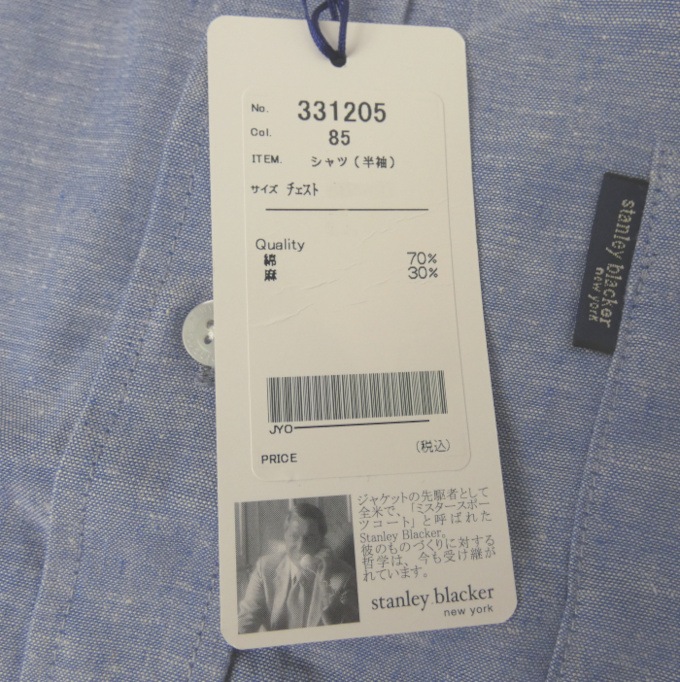 No. 331205
Col. 85
ITEM. シャツ(半袖)
サイズ チェスト
Quality
綿 70%
麻 30%
JYO
PRICE (税込)
ジャケットの先駆者として
全米で、「ミスタースポー
ツコート」と呼ばれた
Stanley Blacker。
彼のものづくりに対する
哲学は、今も受け継が
れています。
stanley blacker
new york
stanley blacker
new york